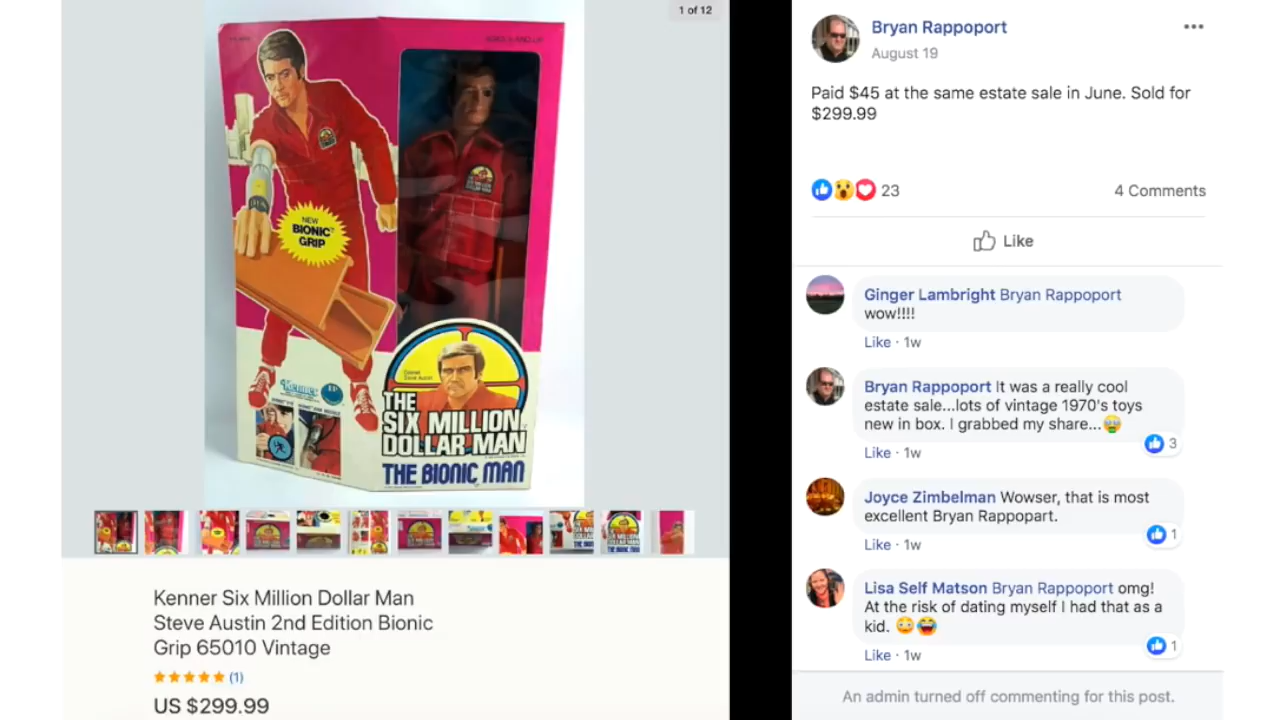 1 of 12
NEW
BIONIC
GRIP
Kenner
Colonel
Steve Austin
THE
SIX MILLION
DOLLAR MAN
THE BIONIC MAN
Kenner Six Million Dollar Man
Steve Austin 2nd Edition Bionic
Grip 65010 Vintage
(1)
US $299.99
Bryan Rappoport
August 19
Paid $45 at the same estate sale in June. Sold for
$299.99
23
4 Comments
Like
Ginger Lambright Bryan Rappoport
wow!!!!
Like · 1w
Bryan Rappoport It was a really cool
estate sale...lots of vintage 1970's toys
new in box. I grabbed my share...🤑
3
Like · 1w
Joyce Zimbelman Wowser, that is most
excellent Bryan Rappopart.
1
Like · 1w
Lisa Self Matson Bryan Rappoport omg!
At the risk of dating myself I had that as a
kid. 😳😂
1
Like · 1w
An admin turned off commenting for this post.